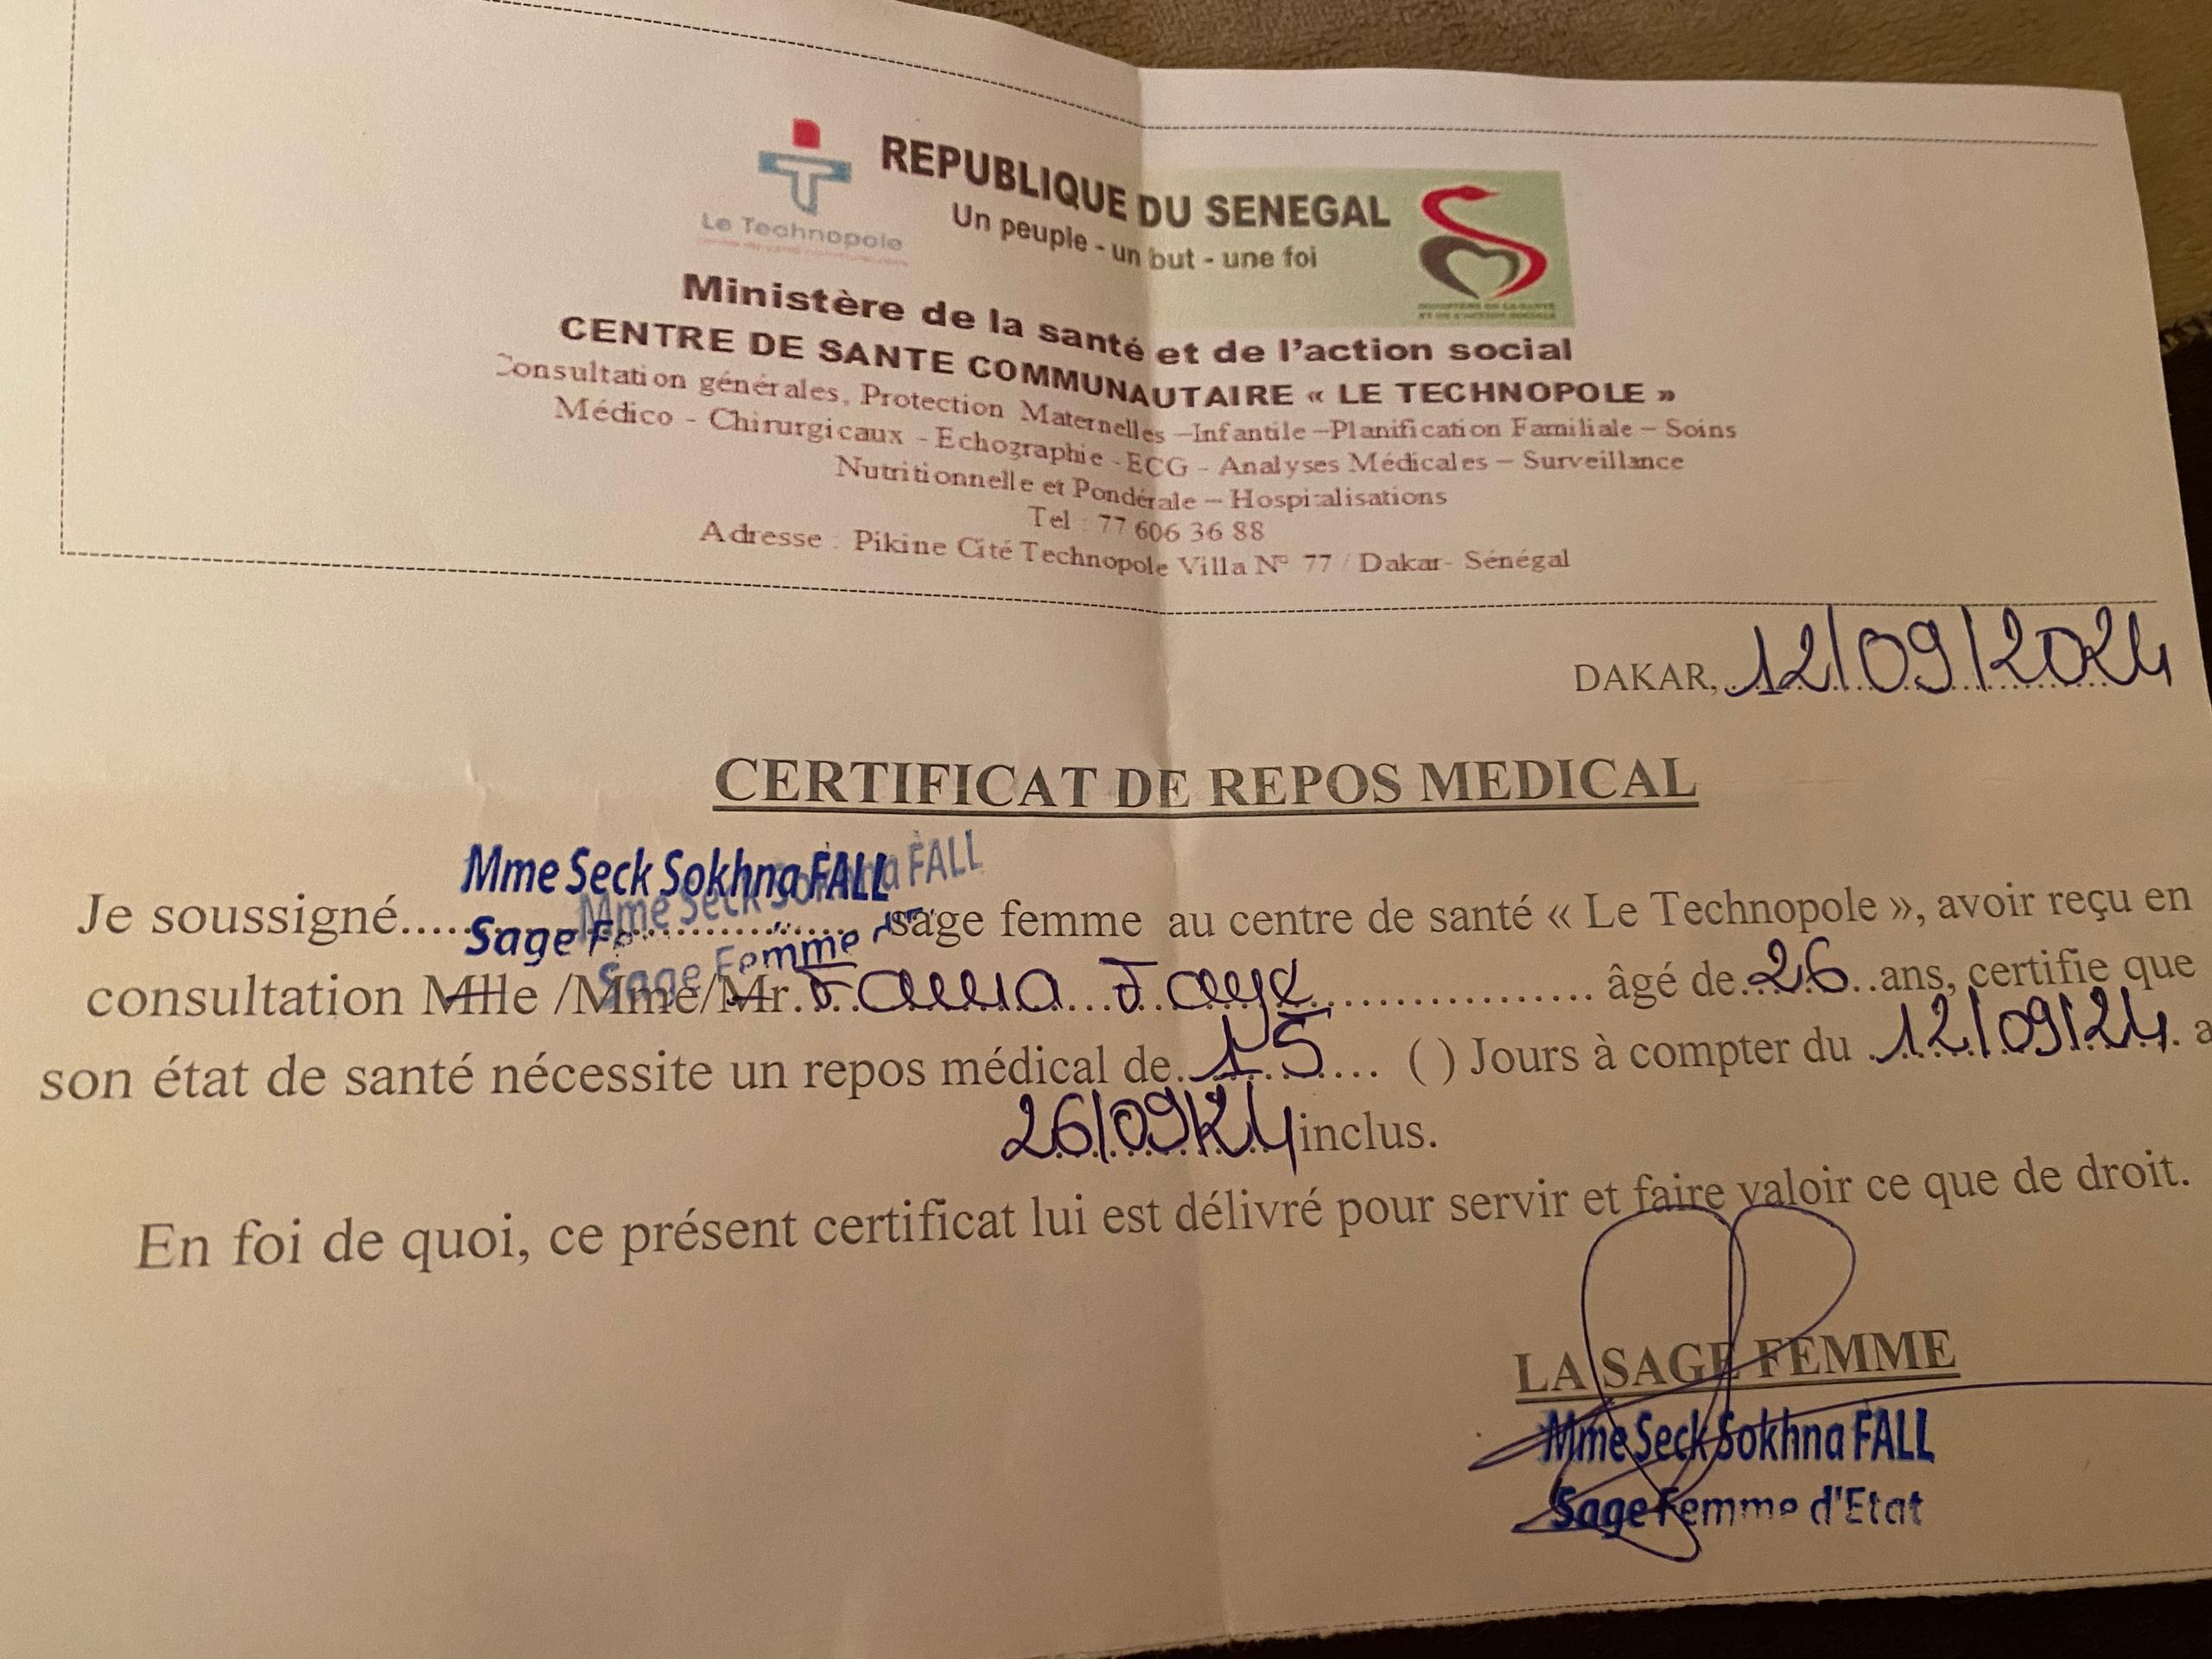 Le Technopole
REPUBLIQUE DU SENEGAL
Un peuple - un but - une foi
Ministère de la santé et de l'action social
CENTRE DE SANTE COMMUNAUTAIRE « LE TECHNOPOLE »
Consultation générales, Protection Maternelles –Infantile –Planification Familiale – Soins
Médico - Chirurgicaux - Echographie - ECG - Analyses Médicales – Surveillance
Nutritionnelle et Pondérale – Hospitalisations
Tel : 77 606 36 88
Adresse : Pikine Cité Technopole Villa N° 77 / Dakar- Sénégal
DAKAR, 12/09/2024
CERTIFICAT DE REPOS MEDICAL
Mme Seck Sokhna FALL
Sage Femme
Je soussigné.................... sage femme au centre de santé « Le Technopole », avoir reçu en
consultation Mlle /Mme/Mr. Faye âgé de 26 ans, certifie que
son état de santé nécessite un repos médical de 15 ( ) Jours à compter du 12/09/24 a
26/09/24 inclus.
En foi de quoi, ce présent certificat lui est délivré pour servir et faire valoir ce que de droit.
LA SAGE FEMME
Mme Seck Sokhna FALL
Sage Femme d'Etat